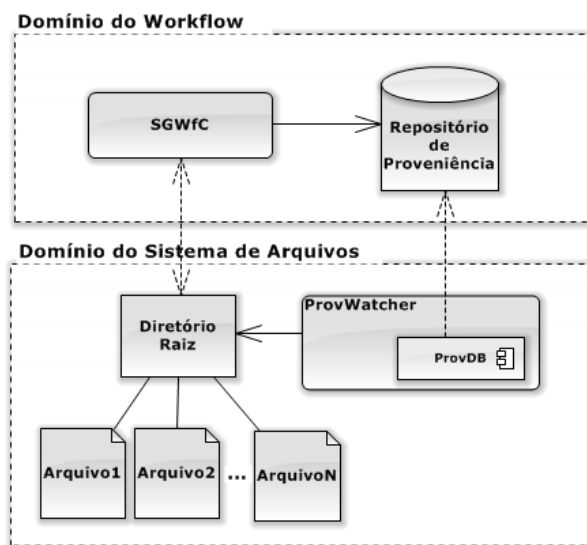 Domínio do Workflow
SGWfC
Repositório
de
Proveniência
Domínio do Sistema de Arquivos
Diretório
Raiz
ProvWatcher
ProvDB
Arquivo1
Arquivo2
...
ArquivoN